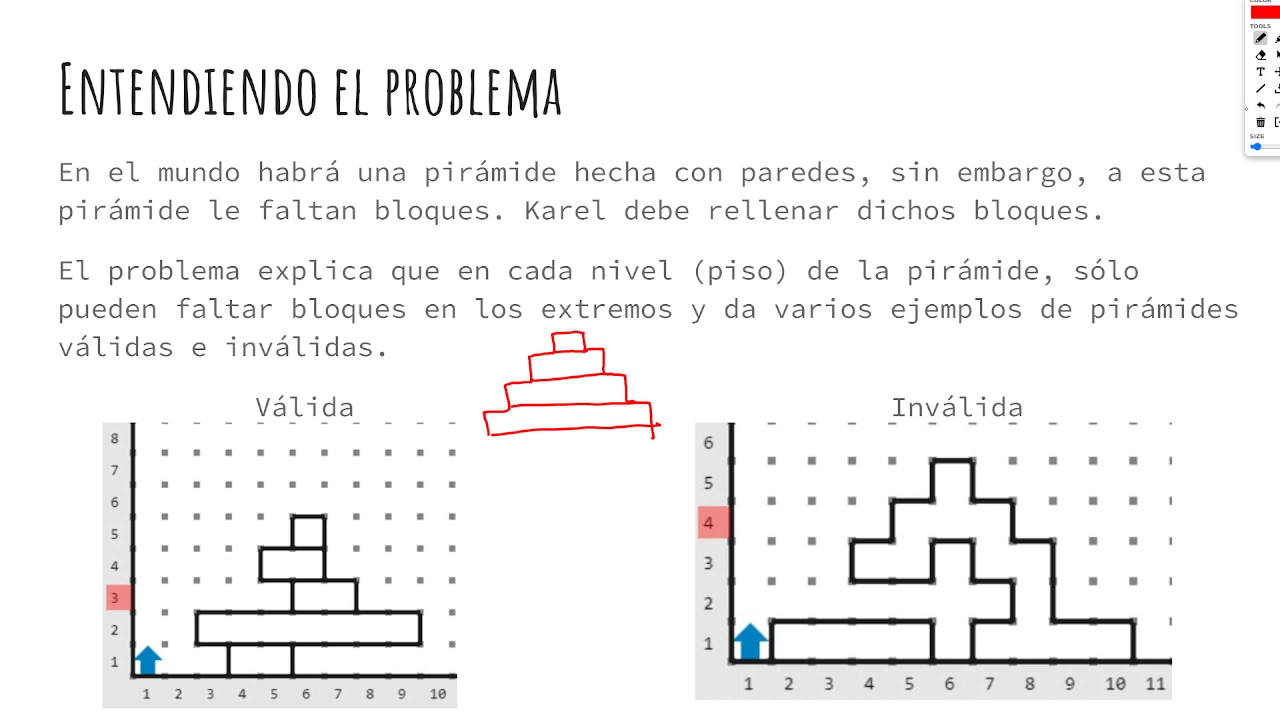 COLOR
TOOLS
T
SIZE
ENTENDIENDO EL PROBLEMA
En el mundo habrá una pirámide hecha con paredes, sin embargo, a esta
pirámide le faltan bloques. Karel debe rellenar dichos bloques.
El problema explica que en cada nivel (piso) de la pirámide, sólo
pueden faltar bloques en los extremos y da varios ejemplos de pirámides
válidas e inválidas.
Válida
8
7
6
5
4
3
2
1
1 2 3 4 5 6 7 8 9 10
Inválida
6
5
4
3
2
1
1 2 3 4 5 6 7 8 9 10 11